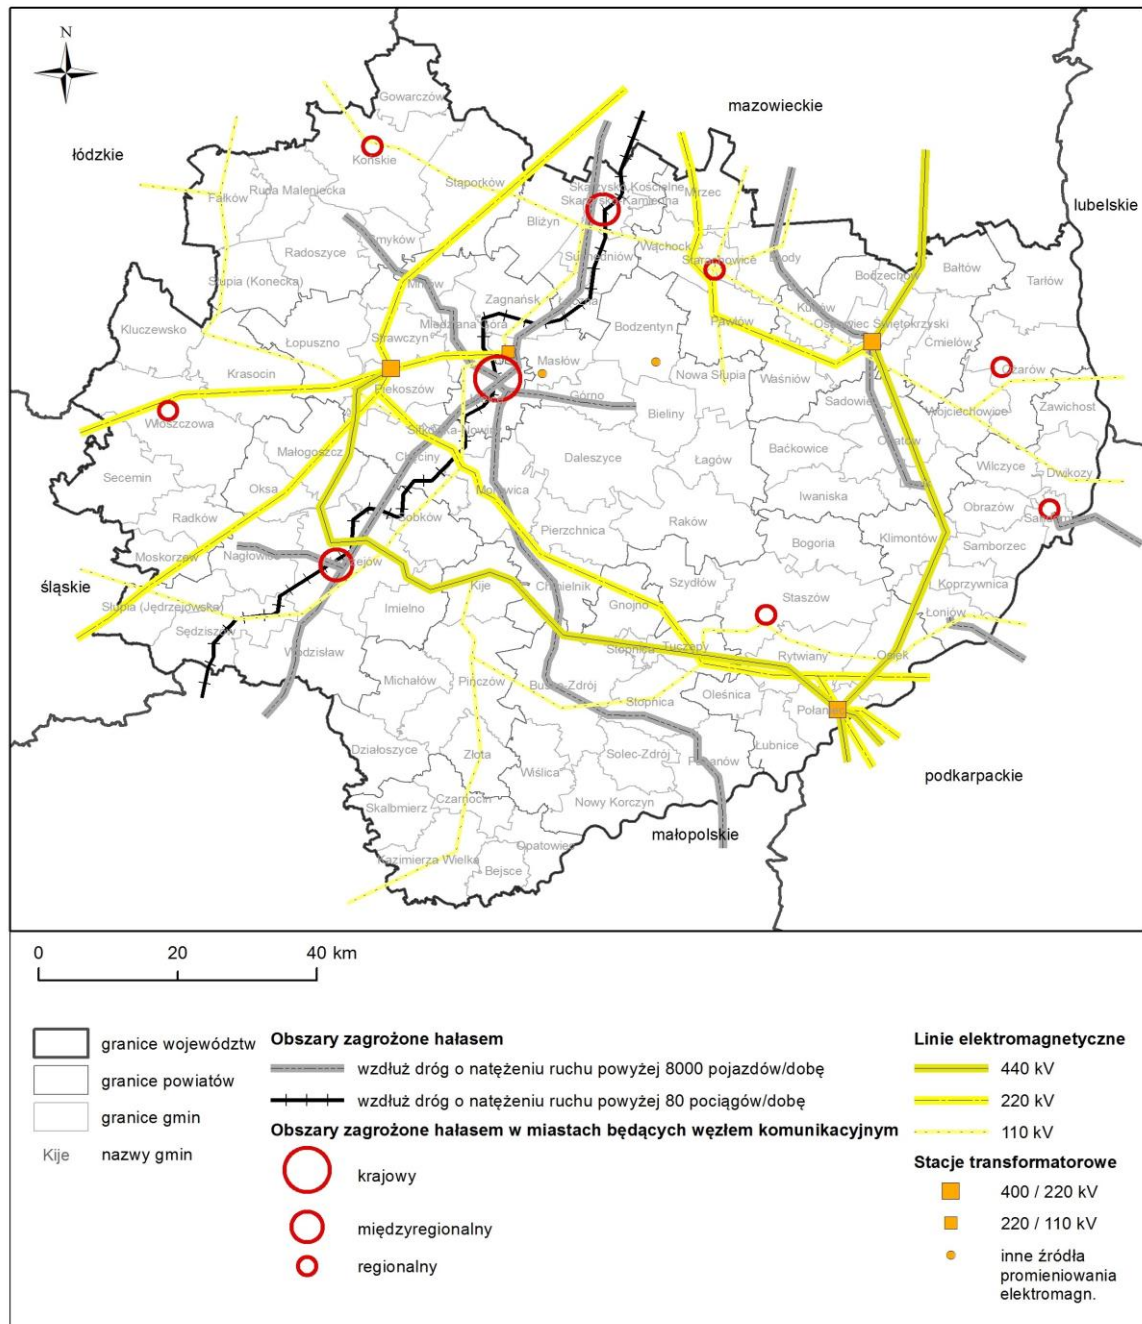 N
mazowieckie
łódzkie
lubelskie
śląskie
podkarpackie
małopolskie
Gowarczów
Końskie
Ruda Maleniecka
Fałków
Stąporków
Skarżysko Kościelne
Skarżysko-Kamienna
Mirzec
Bliżyn
Wąchock
Smyków
Radoszyce
Suchedniów
Starachowice
Brody
Słupia (Konecka)
Mniów
Zagnańsk
Łączna
Bodzechów
Bałtów
Tarłów
Kluczewsko
Łopuszno
Strawczyn
Miedziana Góra
Bodzentyn
Pawłów
Kunów
Ostrowiec Świętokrzyski
Ćmielów
Krasocin
Piekoszów
Masłów
Nowa Słupia
Waśniów
Ożarów
Włoszczowa
Górno
Bieliny
Sadowie
Wojciechowice
Zawichost
Małogoszcz
Chęciny
Sitkówka-Nowiny
Daleszyce
Łagów
Baćkowice
Opatów
Wilczyce
Dwikozy
Secemin
Oksa
Morawica
Iwaniska
Obrazów
Radków
Sobków
Pierzchnica
Raków
Bogoria
Klimontów
Samborzec
Moskorzew
Nagłowice
Szydłów
Staszów
Koprzywnica
Słupia (Jędrzejowska)
Imielno
Kije
Chmielnik
Gnojno
Łoniów
Sędziszów
Wodzisław
Stopnica
Tuczępy
Rytwiany
Osiek
Michałów
Pińczów
Busko-Zdrój
Stopnica
Oleśnica
Połaniec
Działoszyce
Złota
Wiślica
Solec-Zdrój
Pacanów
Łubnice
Skalbmierz
Czarnocin
Nowy Korczyn
Kazimierza Wielka
Opatowiec
Bejsce
0 20 40 km
granice województw
granice powiatów
granice gmin
Kije nazwy gmin
Obszary zagrożone hałasem
wzdłuż dróg o natężeniu ruchu powyżej 8000 pojazdów/dobę
wzdłuż dróg o natężeniu ruchu powyżej 80 pociągów/dobę
Obszary zagrożone hałasem w miastach będących węzłem komunikacyjnym
krajowy
międzyregionalny
regionalny
Linie elektromagnetyczne
440 kV
220 kV
110 kV
Stacje transformatorowe
400 / 220 kV
220 / 110 kV
inne źródła
promieniowania
elektromagn.